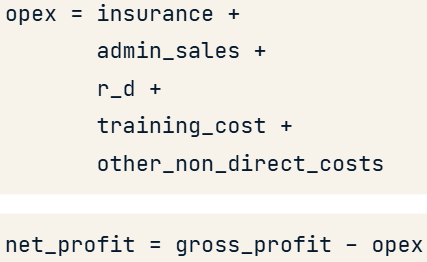 opex = insurance +
admin_sales +
r_d +
training_cost +
other_non_direct_costs
net_profit = gross_profit – opex